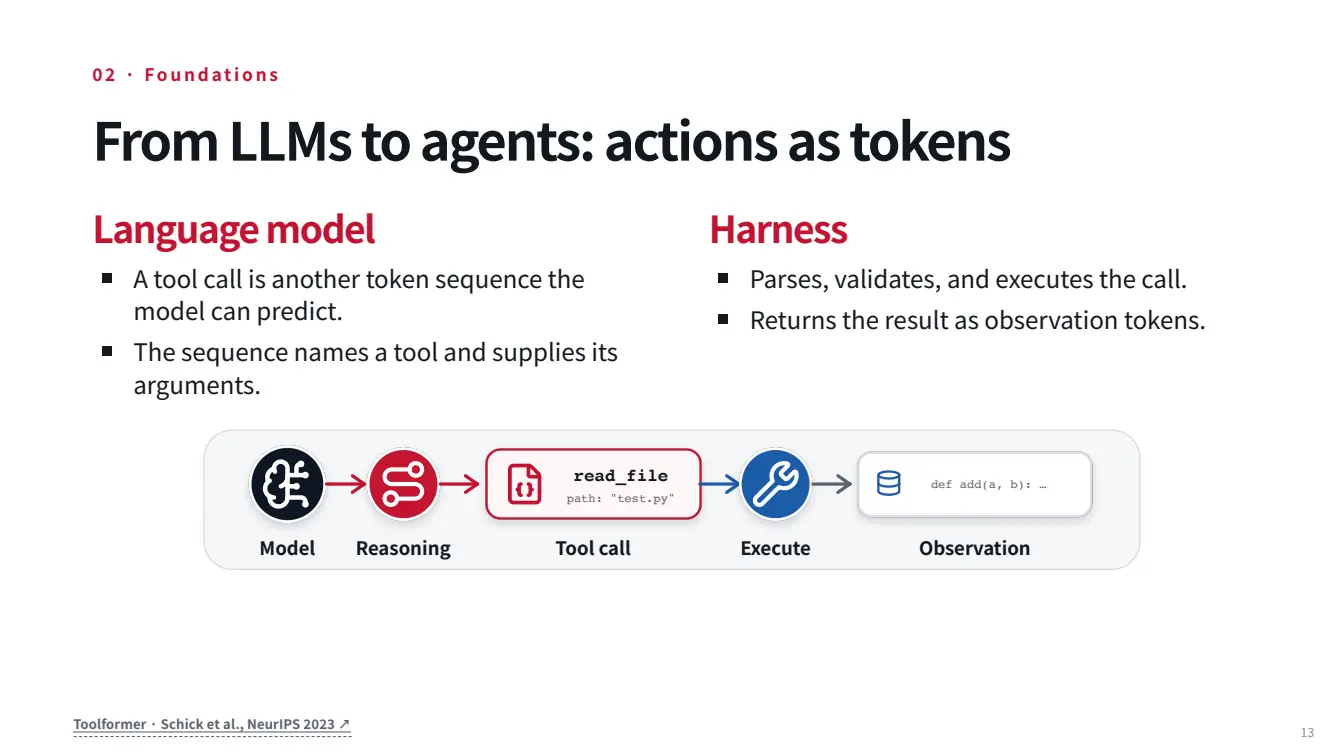 02 · Foundations
From LLMs to agents: actions as tokens
Language model
▪ A tool call is another token sequence the
model can predict.
▪ The sequence names a tool and supplies its
arguments.
Harness
▪ Parses, validates, and executes the call.
▪ Returns the result as observation tokens.
read_file
path: "test.py"
def add(a, b): …
Model
Reasoning
Tool call
Execute
Observation
Toolformer · Schick et al., NeurIPS 2023 ↗
13